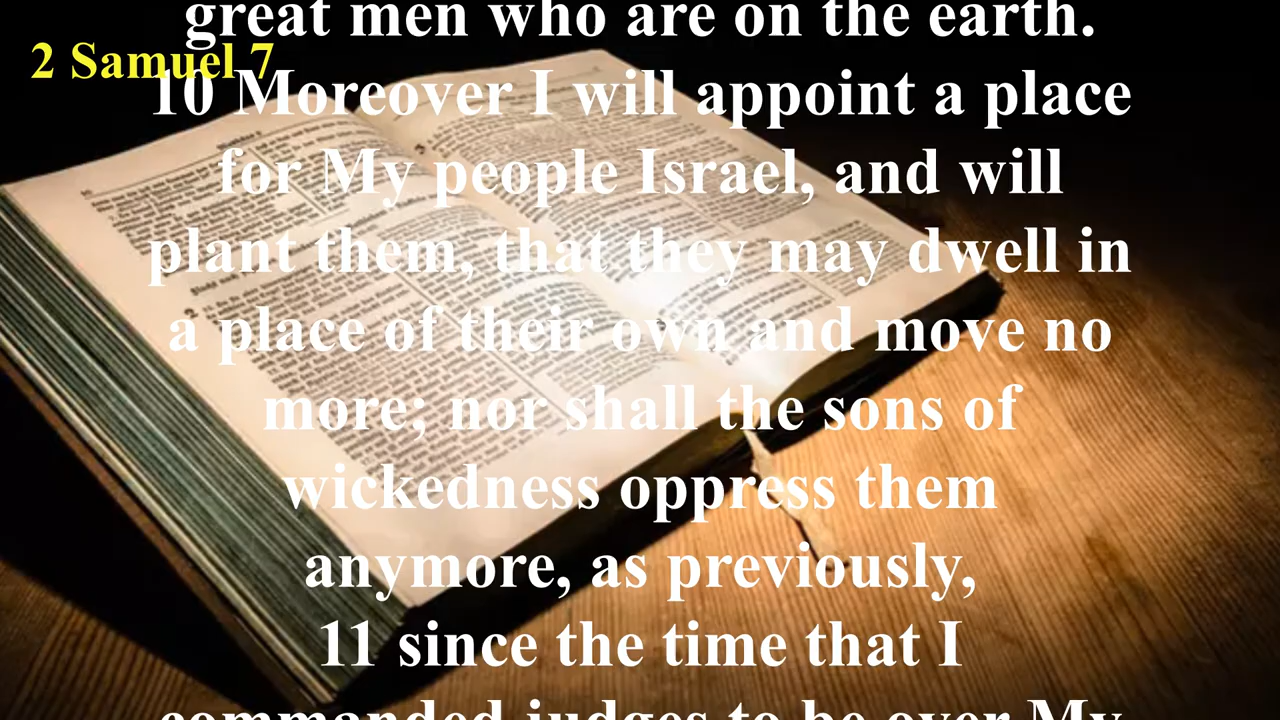 great men who are on the earth.
2 Samuel 7
10 Moreover I will appoint a place
for My people Israel, and will
plant them, that they may dwell in
a place of their own and move no
more; nor shall the sons of
wickedness oppress them
anymore, as previously,
11 since the time that I
commanded judges to be over My